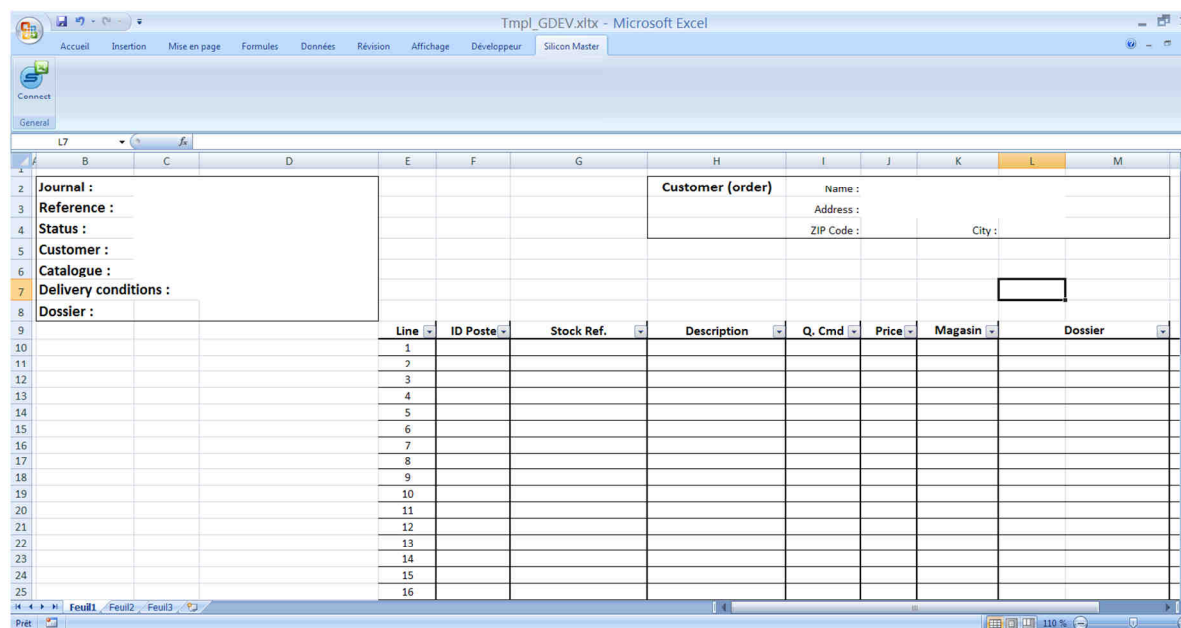 Tmpl_GDEV.xltx - Microsoft Excel
Accueil Insertion Mise en page Formules Données Révision Affichage Développeur Silicon Master
Connect
General
L7 fx
A B C D E F G H I J K L M
1
2 Journal : Customer (order) Name :
3 Reference : Address :
4 Status : ZIP Code : City :
5 Customer :
6 Catalogue :
7 Delivery conditions :
8 Dossier :
9 Line ID Poste Stock Ref. Description Q. Cmd Price Magasin Dossier
10 1
11 2
12 3
13 4
14 5
15 6
16 7
17 8
18 9
19 10
20 11
21 12
22 13
23 14
24 15
25 16
Feuil1 Feuil2 Feuil3
Prêt 110 %